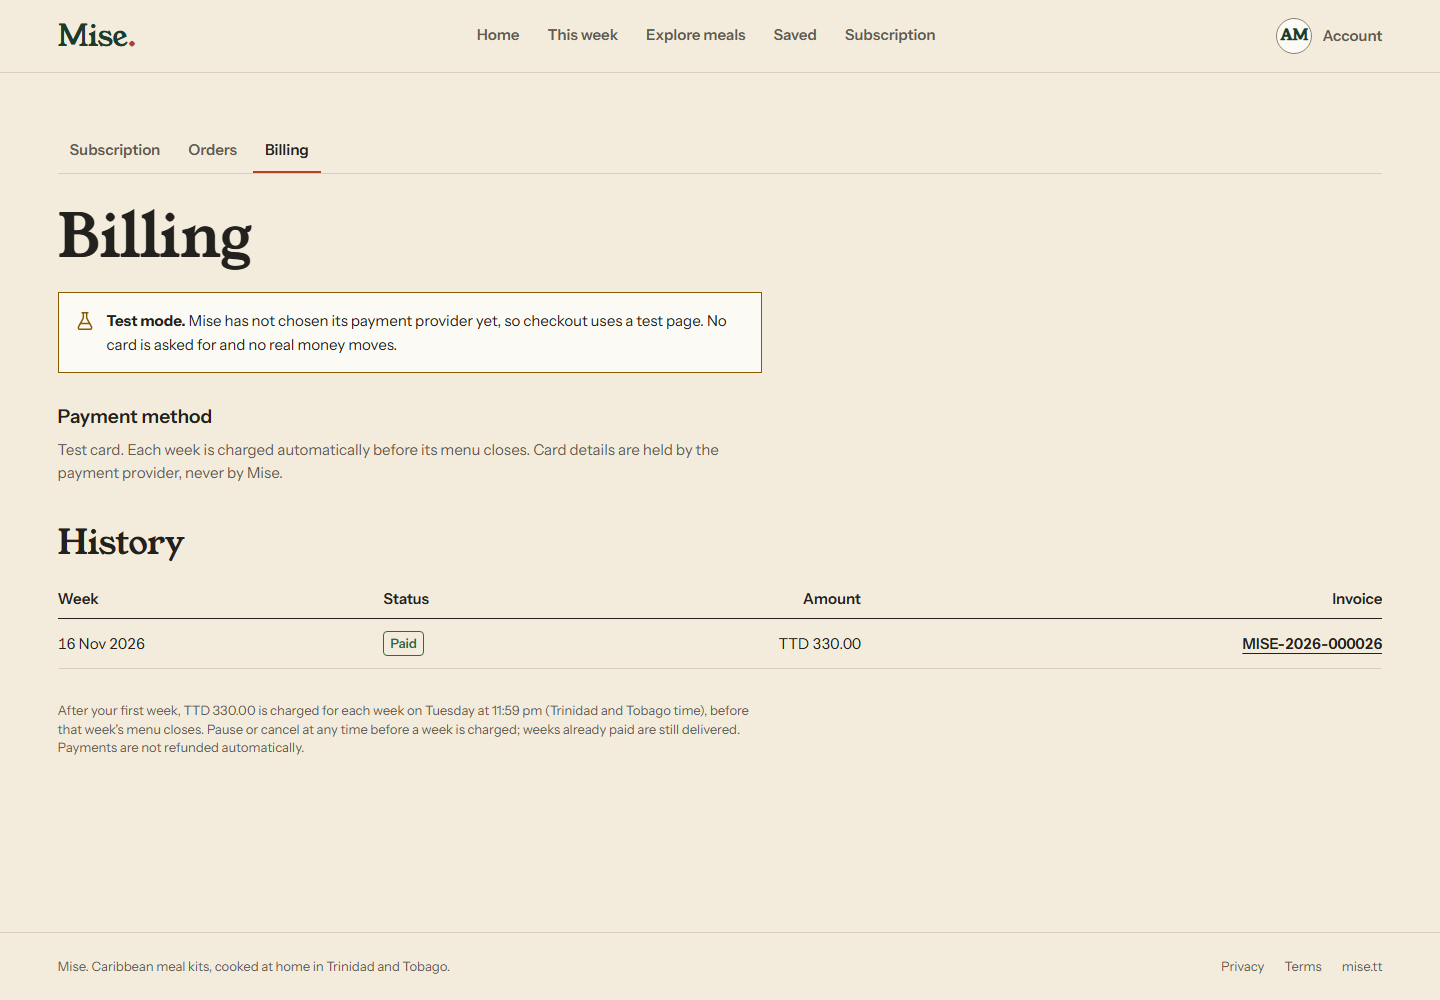 Mise.
Home This week Explore meals Saved Subscription
AM Account
Subscription Orders Billing
Billing
Test mode. Mise has not chosen its payment provider yet, so checkout uses a test page. No
card is asked for and no real money moves.
Payment method
Test card. Each week is charged automatically before its menu closes. Card details are held by the
payment provider, never by Mise.
History
Week Status Amount Invoice
16 Nov 2026 Paid TTD 330.00 MISE-2026-000026
After your first week, TTD 330.00 is charged for each week on Tuesday at 11:59 pm (Trinidad and Tobago time), before
that week's menu closes. Pause or cancel at any time before a week is charged; weeks already paid are still delivered.
Payments are not refunded automatically.
Mise. Caribbean meal kits, cooked at home in Trinidad and Tobago.
Privacy Terms mise.tt